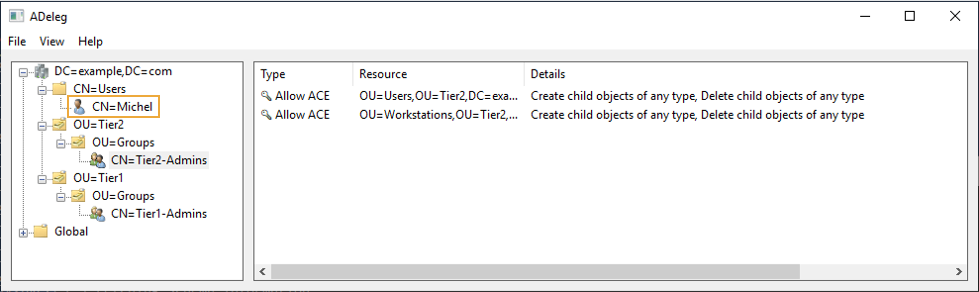 ADeleg
File View Help
DC=example,DC=com
CN=Users
CN=Michel
OU=Tier2
OU=Groups
CN=Tier2-Admins
OU=Tier1
OU=Groups
CN=Tier1-Admins
Global
Type Resource Details
Allow ACE OU=Users,OU=Tier2,DC=exa... Create child objects of any type, Delete child objects of any type
Allow ACE OU=Workstations,OU=Tier2,... Create child objects of any type, Delete child objects of any type